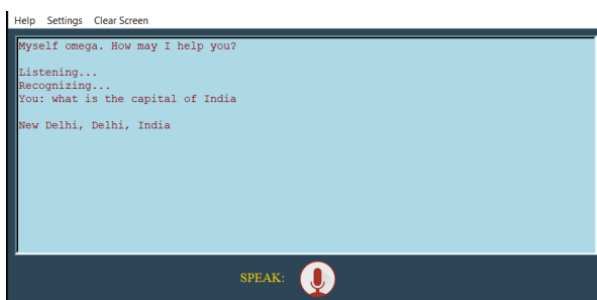 Help Settings Clear Screen
Myself omega. How may I help you?
Listening...
Recognizing...
You: what is the capital of India
New Delhi, Delhi, India
SPEAK: